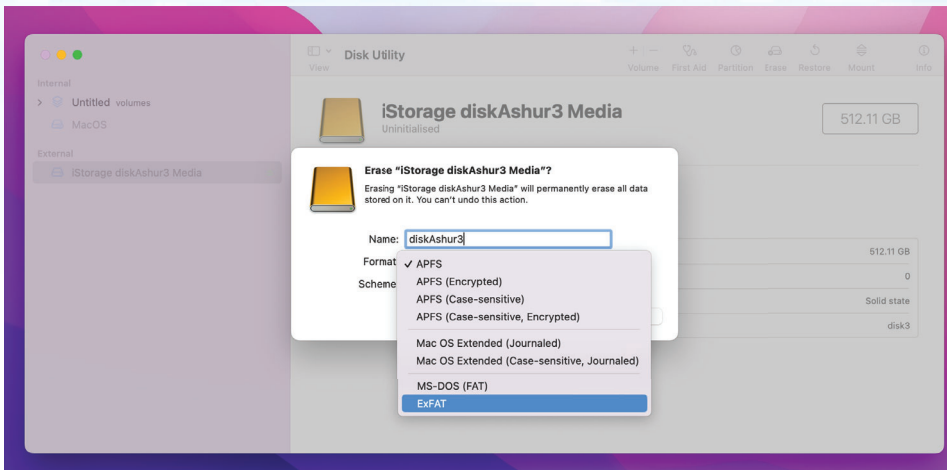 Disk Utility
View
Volume First Aid Partition Erase Restore Mount Info
Internal
Untitled volumes
MacOS
External
iStorage diskAshur3 Media
iStorage diskAshur3 Media
Uninitialised
512.11 GB
Erase “iStorage diskAshur3 Media”?
Erasing “iStorage diskAshur3 Media” will permanently erase all data
stored on it. You can’t undo this action.
Name: diskAshur3
Format
Scheme
APFS
APFS (Encrypted)
APFS (Case-sensitive)
APFS (Case-sensitive, Encrypted)
Mac OS Extended (Journaled)
Mac OS Extended (Case-sensitive, Journaled)
MS-DOS (FAT)
ExFAT
512.11 GB
0
Solid state
disk3